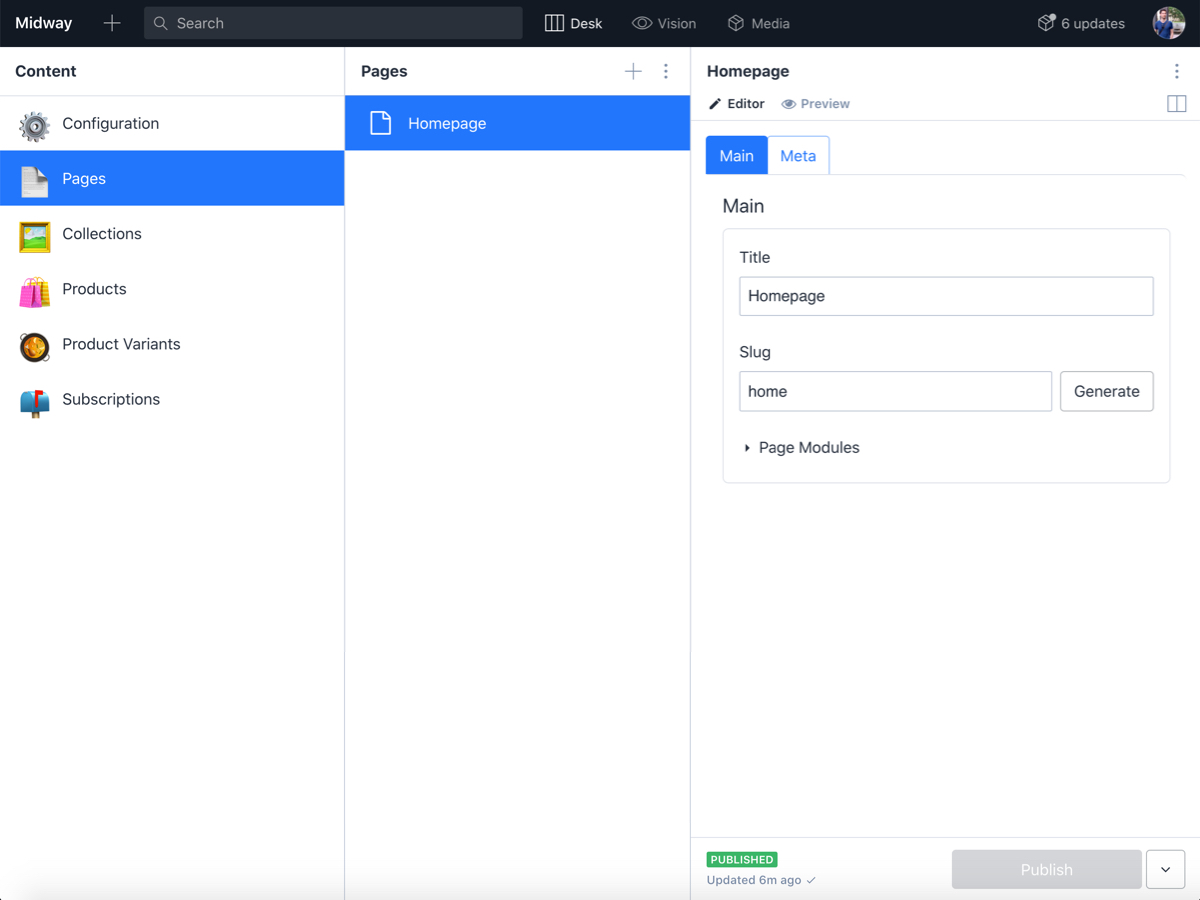 Midway
Search
Desk
Vision
Media
6 updates
Content
Configuration
Pages
Collections
Products
Product Variants
Subscriptions
Pages
Homepage
Homepage
Editor
Preview
Main
Meta
Main
Title
Homepage
Slug
home
Generate
Page Modules
PUBLISHED
Updated 6m ago
Publish